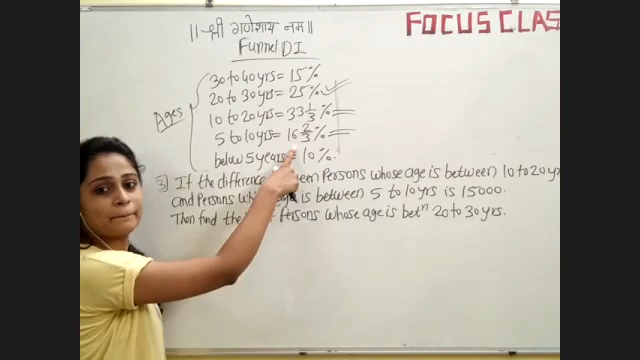 ॥ श्री गणेशाय नम ॥
FOCUS CLAS
Funnel DI
Ages
30 to 40 yrs = 15%
20 to 30 yrs = 25% ✓
10 to 20 yrs = 33 1/3 %
5 to 10 yrs = 16 2/3 %
below 5 years 10 %.
3) If the difference Persons whose age is between 10 to 20 yr
and Persons whose is between 5 to 10 yrs is 15000.
Then find the Persons whose age is betⁿ 20 to 30 yrs.